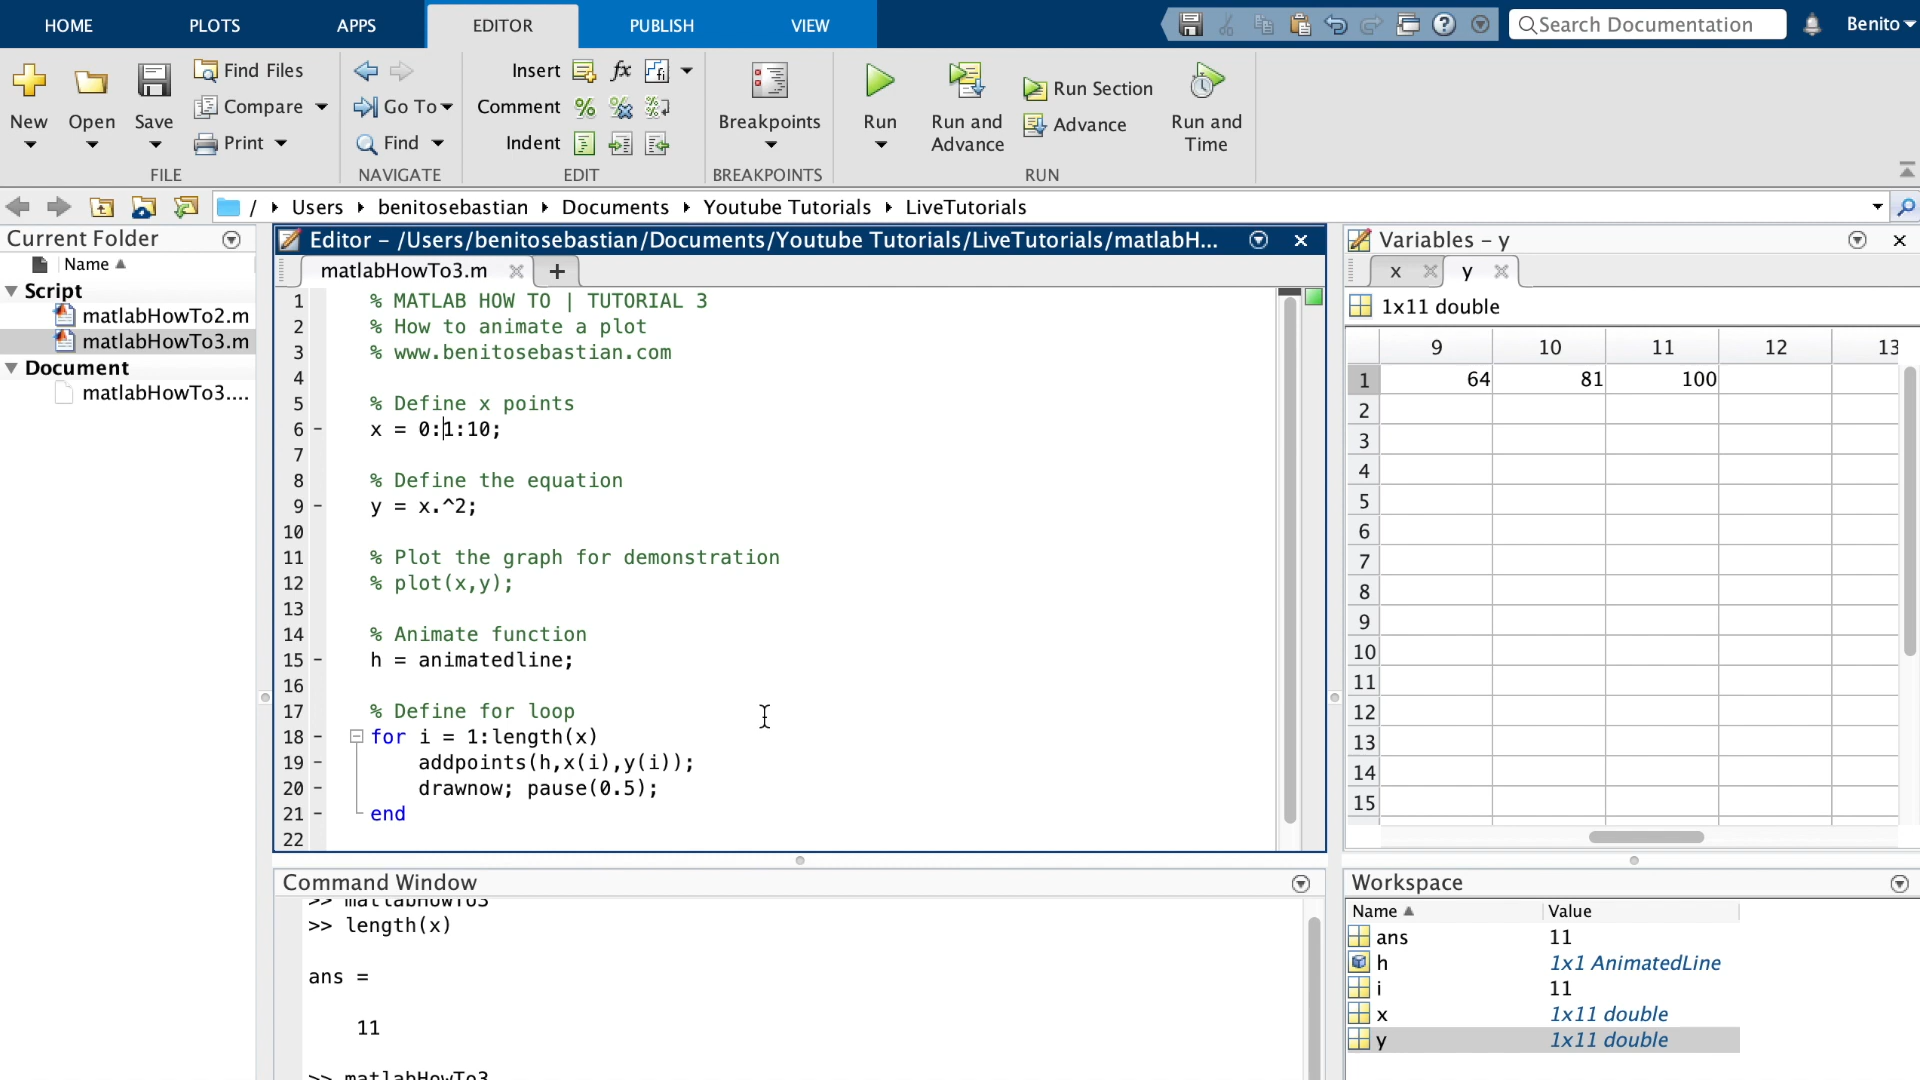 HOME PLOTS APPS EDITOR PUBLISH VIEW Search Documentation Benito
Find Files Insert fx
Compare Go To Comment Run Section
New Open Save Print Find Indent Breakpoints Run Run and Advance Advance Run and Time
FILE NAVIGATE EDIT BREAKPOINTS RUN
/ Users benitosebastian Documents Youtube Tutorials LiveTutorials
Current Folder
Name
Script
matlabHowTo2.m
matlabHowTo3.m
Document
matlabHowTo3....
Editor – /Users/benitosebastian/Documents/Youtube Tutorials/LiveTutorials/matlabH...
matlabHowTo3.m
1 % MATLAB HOW TO | TUTORIAL 3
2 % How to animate a plot
3 % www.benitosebastian.com
4
5 % Define x points
6 – x = 0:1:10;
7
8 % Define the equation
9 – y = x.^2;
10
11 % Plot the graph for demonstration
12 % plot(x,y);
13
14 % Animate function
15 – h = animatedline;
16
17 % Define for loop
18 – for i = 1:length(x)
19 – addpoints(h,x(i),y(i));
20 – drawnow; pause(0.5);
21 – end
22
Command Window
>> matlabHowTo3
>> length(x)
ans =
11
>> matlabHowTo3
Variables – y
x y
1x11 double
9 10 11 12 13
1 64 81 100
2
3
4
5
6
7
8
9
10
11
12
13
14
15
Workspace
Name Value
ans 11
h 1x1 AnimatedLine
i 11
x 1x11 double
y 1x11 double